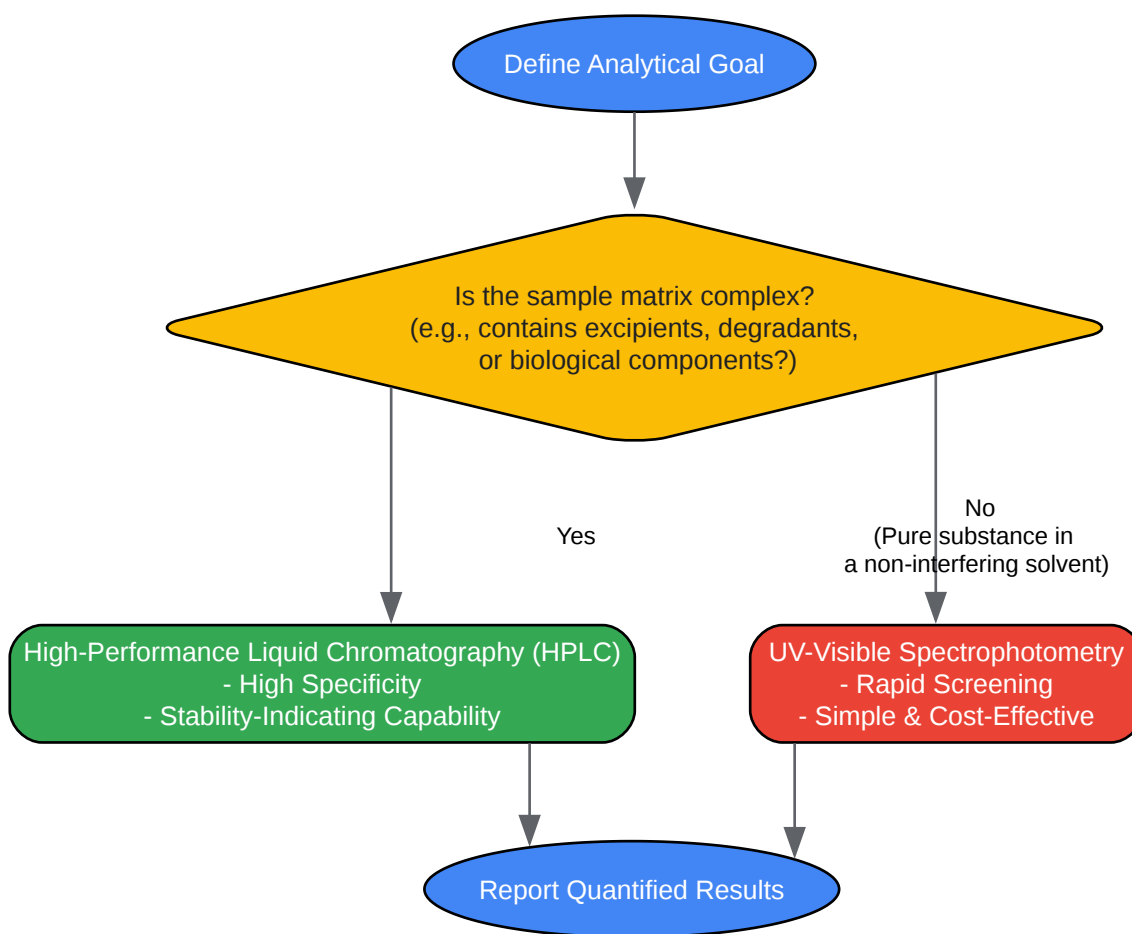 Define Analytical Goal
Is the sample matrix complex?
(e.g., contains excipients, degradants,
or biological components?)
Yes
No
(Pure substance in
a non-interfering solvent)
High-Performance Liquid Chromatography (HPLC)
- High Specificity
- Stability-Indicating Capability
UV-Visible Spectrophotometry
- Rapid Screening
- Simple & Cost-Effective
Report Quantified Results